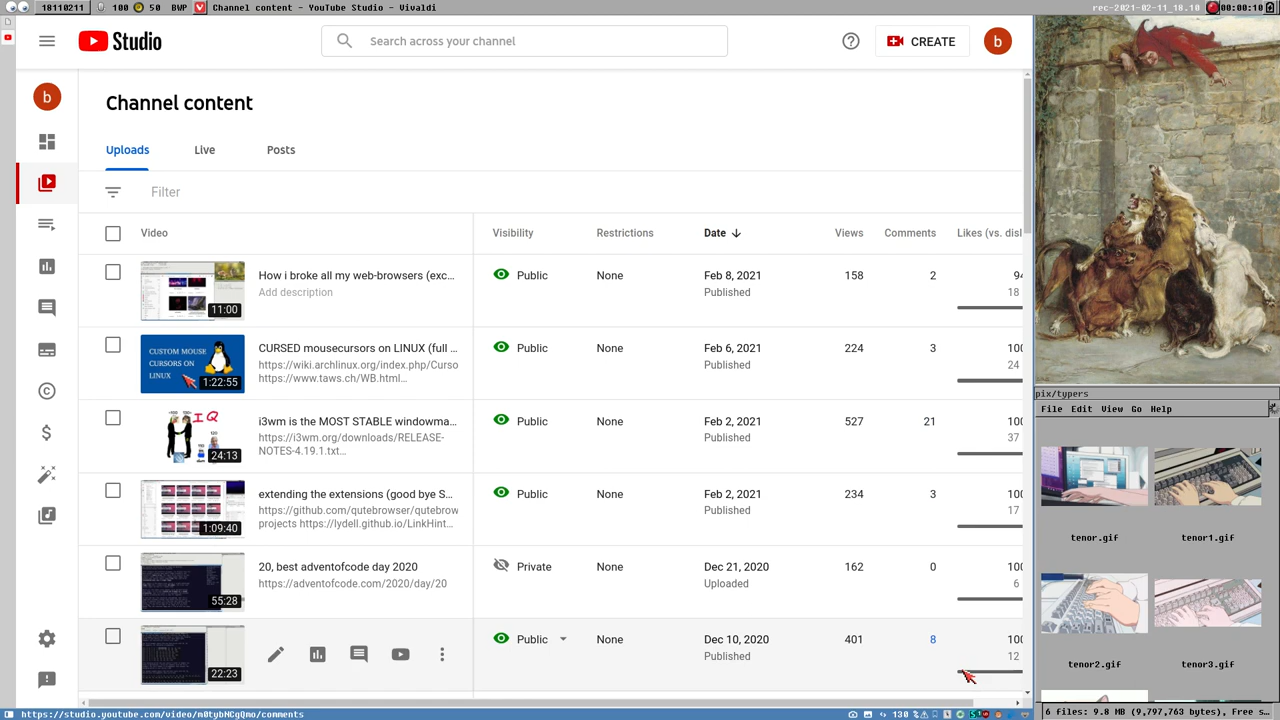 18110211 100 50 BWP Channel content - YouTube Studio - Vivaldi rec-2021-02-11_18.10 00:00:10
Studio
Search across your channel
CREATE
b
b
Channel content
Uploads Live Posts
Filter
Video Visibility Restrictions Date Views Comments Likes (vs. disl
How i broke all my web-browsers (exc... Public None Feb 8, 2021 158 2
Add description Published 18
11:00
CURSED mousecursors on LINUX (full ... Public None Feb 6, 2021 3 100
https://wiki.archlinux.org/index.php/Curso Published 24
https://www.taws.ch/WB.html...
CUSTOM MOUSE
CURSORS ON
LINUX
1:22:55
i3wm is the MOST STABLE windowma... Public None Feb 2, 2021 527 21 100
https://i3wm.org/downloads/RELEASE- Published 37
NOTES-4.19.1.txt...
IQ
24:13
extending the extensions (good bye S... Public None 3 100
https://github.com/qutebrowser/qutebrow Published 17
projects https://lydell.github.io/LinkHint...
1:09:40
20, best adventofcode day 2020 Private None Dec 21, 2020 0 100
https://adventofcode.com/2020/day/20 Uploaded 6
55:28
Public None Dec 10, 2020 8 100
Published 12
22:23
https://studio.youtube.com/video/m0tybNCqQmo/comments
130
pix/typers
File Edit View Go Help
tenor.gif tenor1.gif
tenor2.gif tenor3.gif
6 files: 9.8 MB (9,797,763 bytes), Free s...